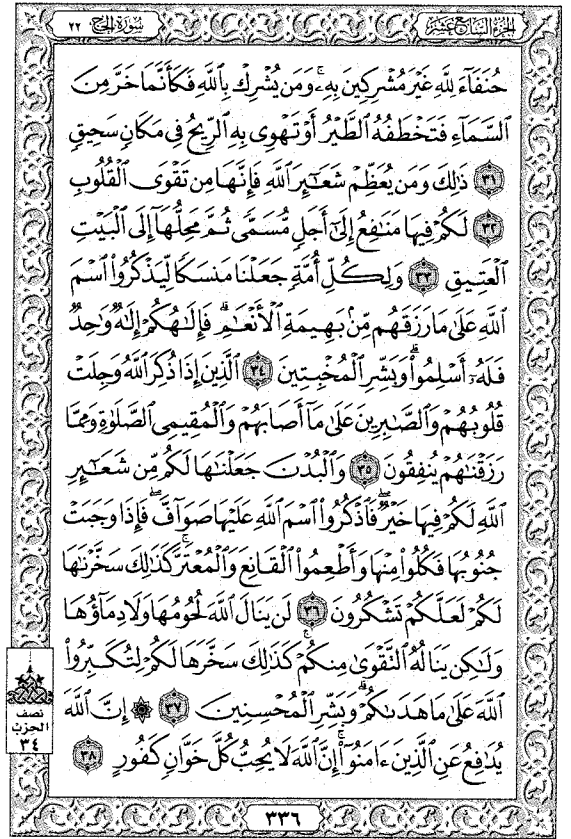 الجزء السابع عشر
سورة الحج ٢٢
حُنَفَآءَ لِلَّهِ غَيۡرَ مُشۡرِكِينَ بِهِۦۚ وَمَن يُشۡرِكۡ بِٱللَّهِ فَكَأَنَّمَا خَرَّ مِنَ
ٱلسَّمَآءِ فَتَخۡطَفُهُ ٱلطَّيۡرُ أَوۡ تَهۡوِي بِهِ ٱلرِّيحُ فِي مَكَانٖ سَحِيقٖ
٣١ ذَٰلِكَۖ وَمَن يُعَظِّمۡ شَعَٰٓئِرَ ٱللَّهِ فَإِنَّهَا مِن تَقۡوَى ٱلۡقُلُوبِ
٣٢ لَكُمۡ فِيهَا مَنَٰفِعُ إِلَىٰٓ أَجَلٖ مُّسَمّٗى ثُمَّ مَحِلُّهَآ إِلَى ٱلۡبَيۡتِ
ٱلۡعَتِيقِ ٣٣ وَلِكُلِّ أُمَّةٖ جَعَلۡنَا مَنسَكٗا لِّيَذۡكُرُواْ ٱسۡمَ
ٱللَّهِ عَلَىٰ مَا رَزَقَهُم مِّنۢ بَهِيمَةِ ٱلۡأَنۡعَٰمِۗ فَإِلَٰهُكُمۡ إِلَٰهٞ وَٰحِدٞ
فَلَهُۥٓ أَسۡلِمُواْۗ وَبَشِّرِ ٱلۡمُخۡبِتِينَ ٣٤ ٱلَّذِينَ إِذَا ذُكِرَ ٱللَّهُ وَجِلَتۡ
قُلُوبُهُمۡ وَٱلصَّٰبِرِينَ عَلَىٰ مَآ أَصَابَهُمۡ وَٱلۡمُقِيمِي ٱلصَّلَوٰةِ وَمِمَّا
رَزَقۡنَٰهُمۡ يُنفِقُونَ ٣٥ وَٱلۡبُدۡنَ جَعَلۡنَٰهَا لَكُم مِّن شَعَٰٓئِرِ
ٱللَّهِ لَكُمۡ فِيهَا خَيۡرٞۖ فَٱذۡكُرُواْ ٱسۡمَ ٱللَّهِ عَلَيۡهَا صَوَآفَّۖ فَإِذَا وَجَبَتۡ
جُنُوبُهَا فَكُلُواْ مِنۡهَا وَأَطۡعِمُواْ ٱلۡقَانِعَ وَٱلۡمُعۡتَرَّۚ كَذَٰلِكَ سَخَّرۡنَٰهَا
لَكُمۡ لَعَلَّكُمۡ تَشۡكُرُونَ ٣٦ لَن يَنَالَ ٱللَّهَ لُحُومُهَا وَلَا دِمَآؤُهَا
وَلَٰكِن يَنَالُهُ ٱلتَّقۡوَىٰ مِنكُمۡۚ كَذَٰلِكَ سَخَّرَهَا لَكُمۡ لِتُكَبِّرُواْ
ٱللَّهَ عَلَىٰ مَا هَدَىٰكُمۡۗ وَبَشِّرِ ٱلۡمُحۡسِنِينَ ٣٧ ۞ إِنَّ ٱللَّهَ
يُدَٰفِعُ عَنِ ٱلَّذِينَ ءَامَنُوٓاْۗ إِنَّ ٱللَّهَ لَا يُحِبُّ كُلَّ خَوَّانٖ كَفُورٍ ٣٨
نصف
الحزب
٣٤
٣٣٦